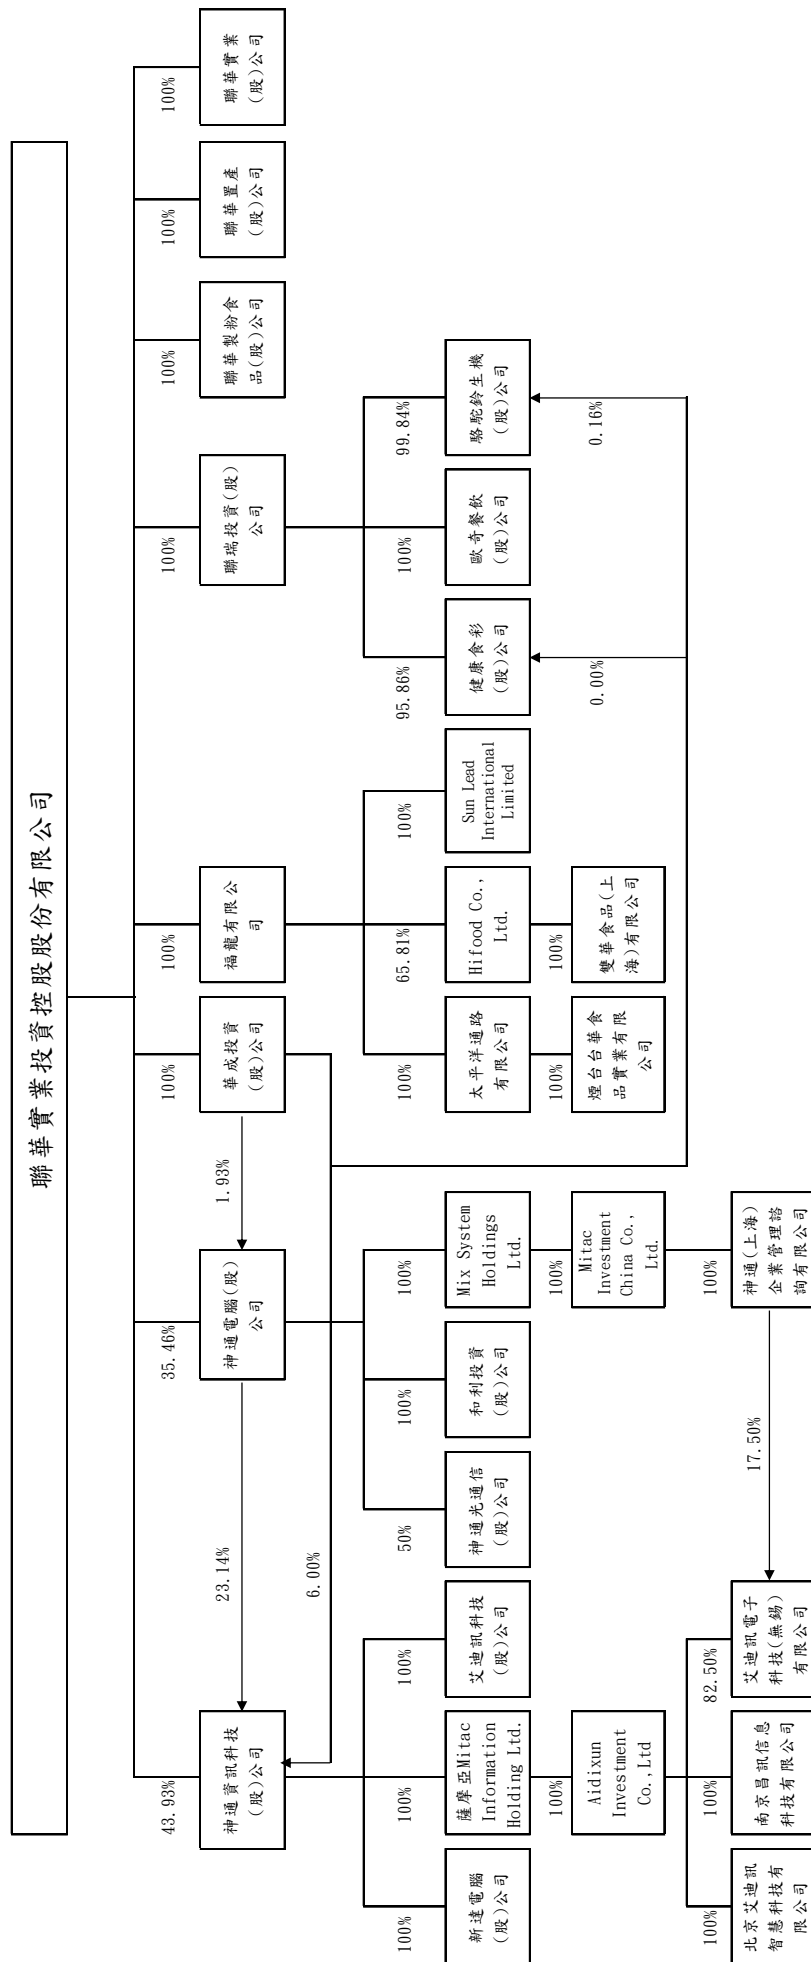 聯華實業投資控股股份有限公司
43.93%
35.46%
100%
100%
100%
100%
100%
100%
神通資訊科技
(股)公司
23.14%
神通電腦(股)
公司
1.93%
華成投資
(股)公司
福龍有限公
司
聯瑞投資(股)
公司
聯華製粉食
品(股)公司
聯華置產
(股)公司
聯華實業
(股)公司
6.00%
100%
100%
100%
50%
100%
100%
100%
65.81%
100%
95.86%
100%
99.84%
新達電腦
(股)公司
薩摩亞Mitac
Information
Holding Ltd.
艾迪訊科技
(股)公司
神通光通信
(股)公司
和利投資
(股)公司
Mix System
Holdings
Ltd.
太平洋通路
有限公司
Hifood Co.,
Ltd.
Sun Lead
International
Limited
健康食彩
(股)公司
歐奇餐飲
(股)公司
駱駝鈴生機
(股)公司
100%
100%
100%
100%
0.00%
0.16%
Aidixun
Investment
Co.,Ltd
Mitac
Investment
China Co.,
Ltd.
煙台台華食
品實業有限
公司
雙華食品(上
海)有限公司
100%
100%
82.50%
100%
北京艾迪訊
智慧科技有
限公司
南京昌訊信息
科技有限公司
艾迪訊電子
科技(無錫)
有限公司
17.50%
神通(上海)
企業管理諮
詢有限公司